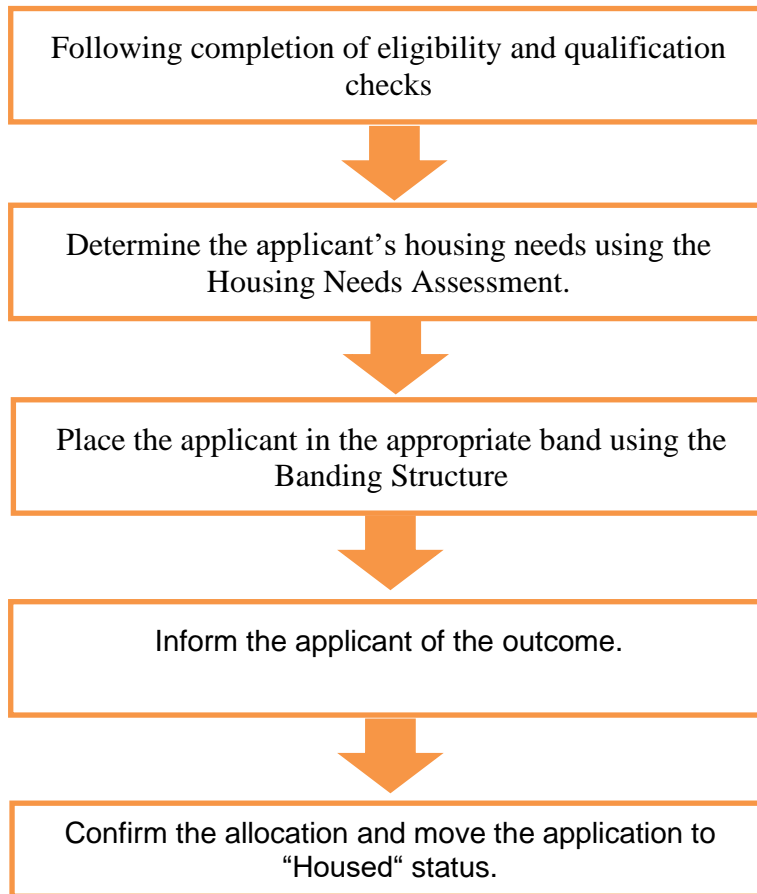 Following completion of eligibility and qualification
checks
Determine the applicant’s housing needs using the
Housing Needs Assessment.
Place the applicant in the appropriate band using the
Banding Structure
Inform the applicant of the outcome.
Confirm the allocation and move the application to
“Housed“ status.